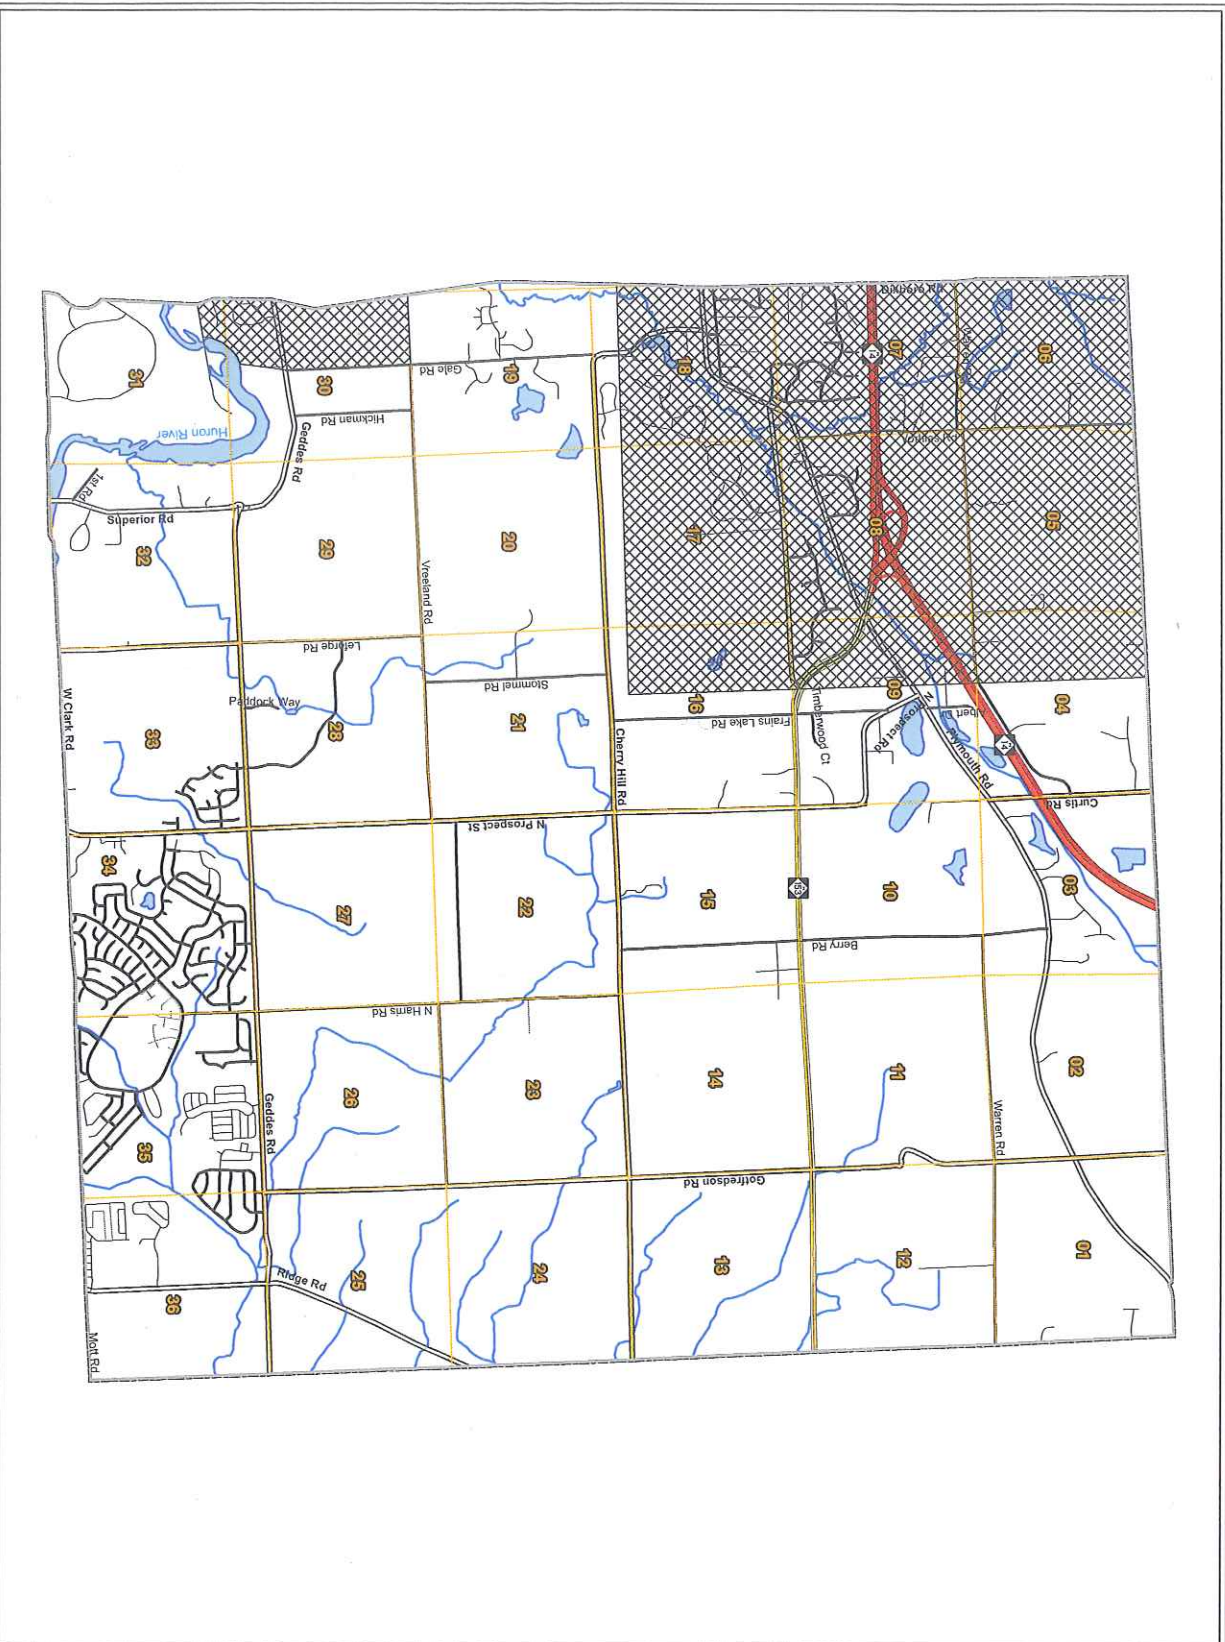 06
05
04
03
02
01
Curtis Rd
14
Plymouth Rd
Albert Dr
Warren Rd
07
08
09
10
11
12
14
N Prospect Rd
Timberwood Ct
Berry Rd
153
18
17
16
15
14
13
Frains Lake Rd
Gotfredson Rd
Cherry Hill Rd
19
20
21
22
23
24
Gale Rd
Stommel Rd
N Prospect St
Vreeland Rd
30
29
28
27
26
25
Hickman Rd
Geddes Rd
Leforge Rd
N Harris Rd
Ridge Rd
Paddock Way
Geddes Rd
Huron River
31
32
33
34
35
36
Superior Rd
1st Rd
W Clark Rd
Mott Rd